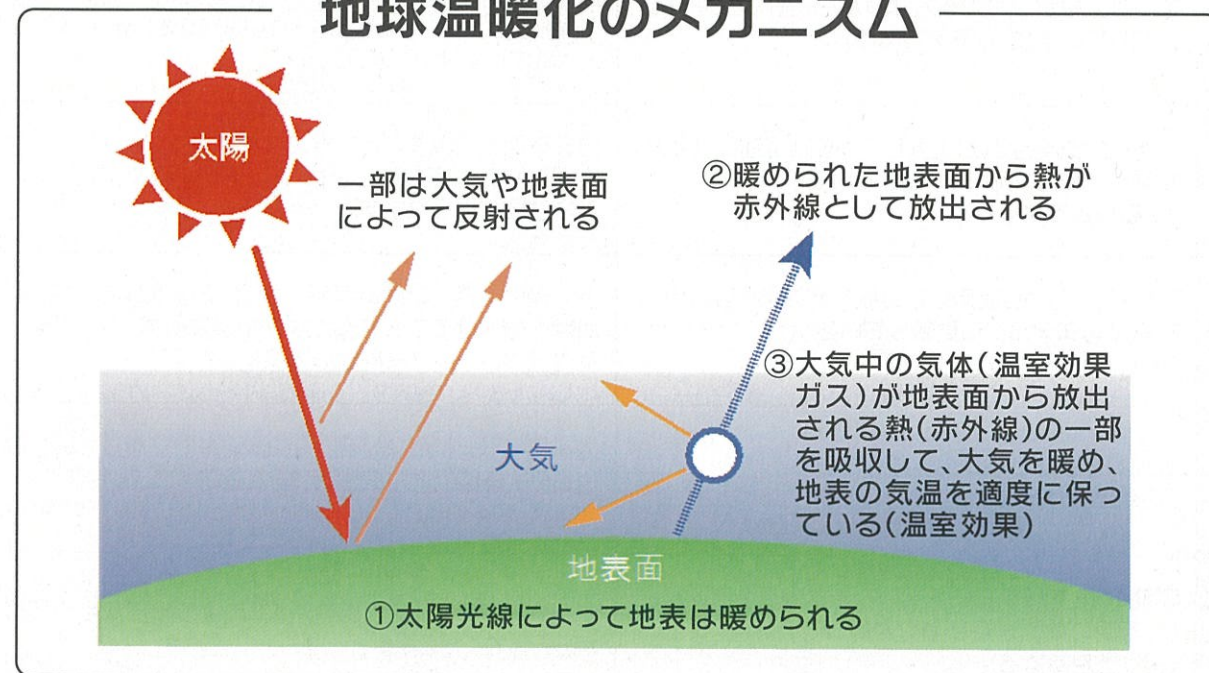 地球温暖化のメカニズム
太陽
一部は大気や地表面
によって反射される
②暖められた地表面から熱が
赤外線として放出される
③大気中の気体(温室効果
ガス)が地表面から放出
される熱(赤外線)の一部
を吸収して、大気を暖め、
地表の気温を適度に保っ
ている(温室効果)
大気
地表面
①太陽光線によって地表は暖められる